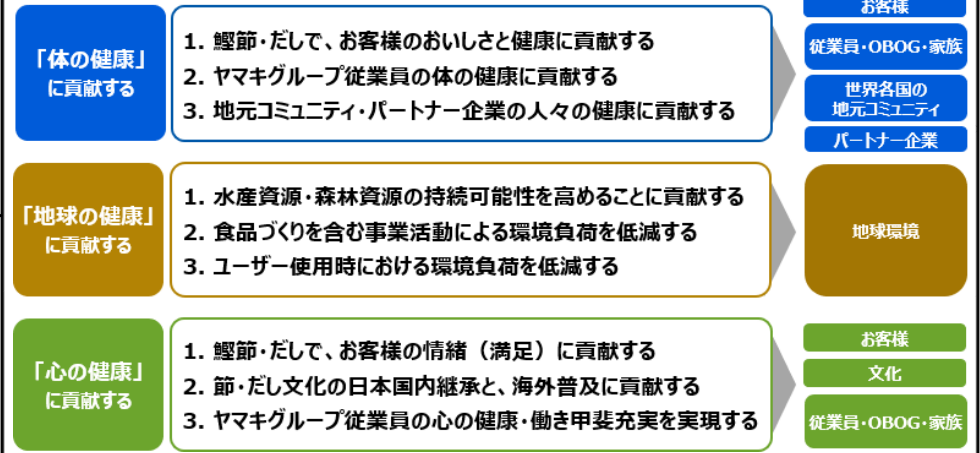 「体の健康」
に貢献する
1. 鰹節・だしで、お客様のおいしさと健康に貢献する
2. ヤマキグループ従業員の体の健康に貢献する
3. 地元コミュニティ・パートナー企業の人々の健康に貢献する
お客様
従業員・OBOG・家族
世界各国の
地元コミュニティ
パートナー企業
「地球の健康」
に貢献する
1. 水産資源・森林資源の持続可能性を高めることに貢献する
2. 食品づくりを含む事業活動による環境負荷を低減する
3. ユーザー使用時における環境負荷を低減する
地球環境
「心の健康」
に貢献する
1. 鰹節・だしで、お客様の情緒（満足）に貢献する
2. 節・だし文化の日本国内継承と、海外普及に貢献する
3. ヤマキグループ従業員の心の健康・働き甲斐充実を実現する
お客様
文化
従業員・OBOG・家族